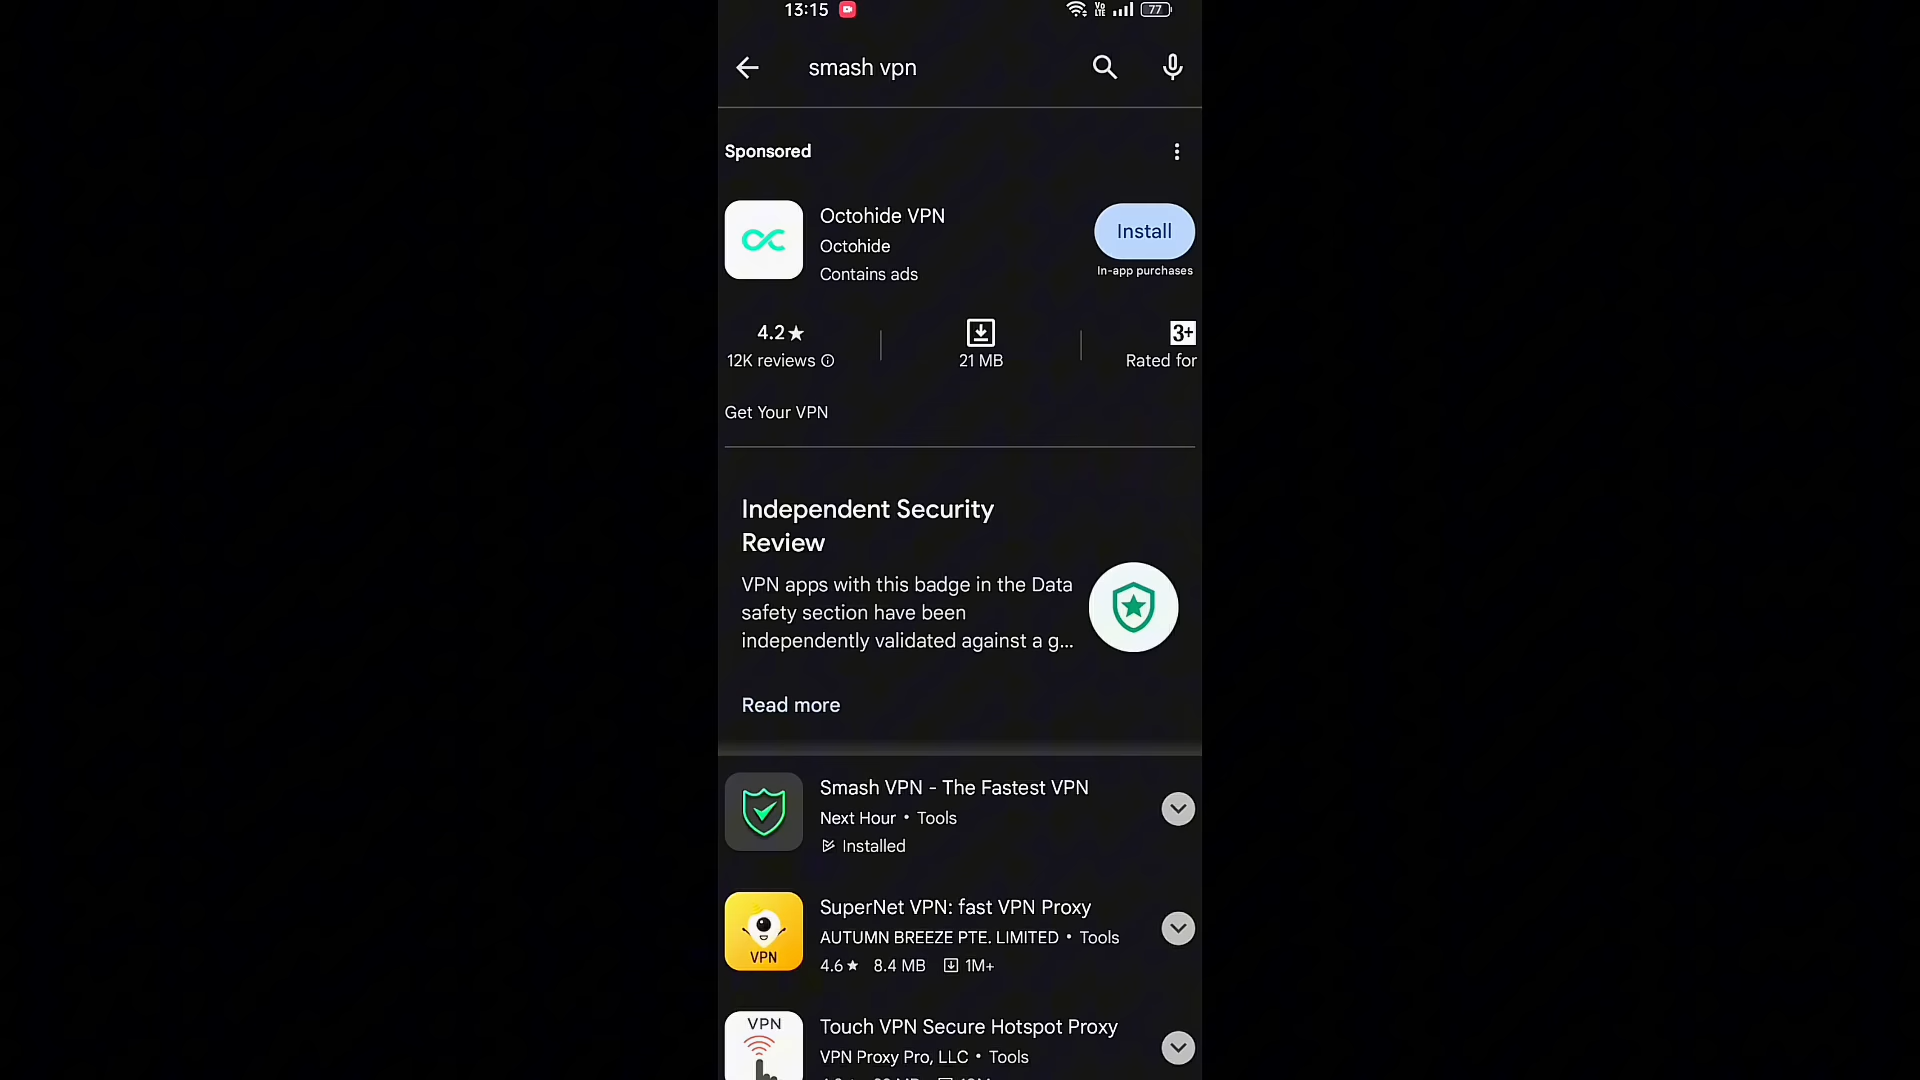 13:15 Vo LTE 77
smash vpn
Sponsored
Octohide VPN
Octohide
Contains ads
Install
In-app purchases
4.2★
12K reviews
21 MB
3+
Rated for
Get Your VPN
Independent Security
Review
VPN apps with this badge in the Data
safety section have been
independently validated against a g...
Read more
Smash VPN - The Fastest VPN
Next Hour • Tools
Installed
VPN
SuperNet VPN: fast VPN Proxy
AUTUMN BREEZE PTE. LIMITED • Tools
4.6★ 8.4 MB 1M+
VPN
Touch VPN Secure Hotspot Proxy
VPN Proxy Pro, LLC • Tools